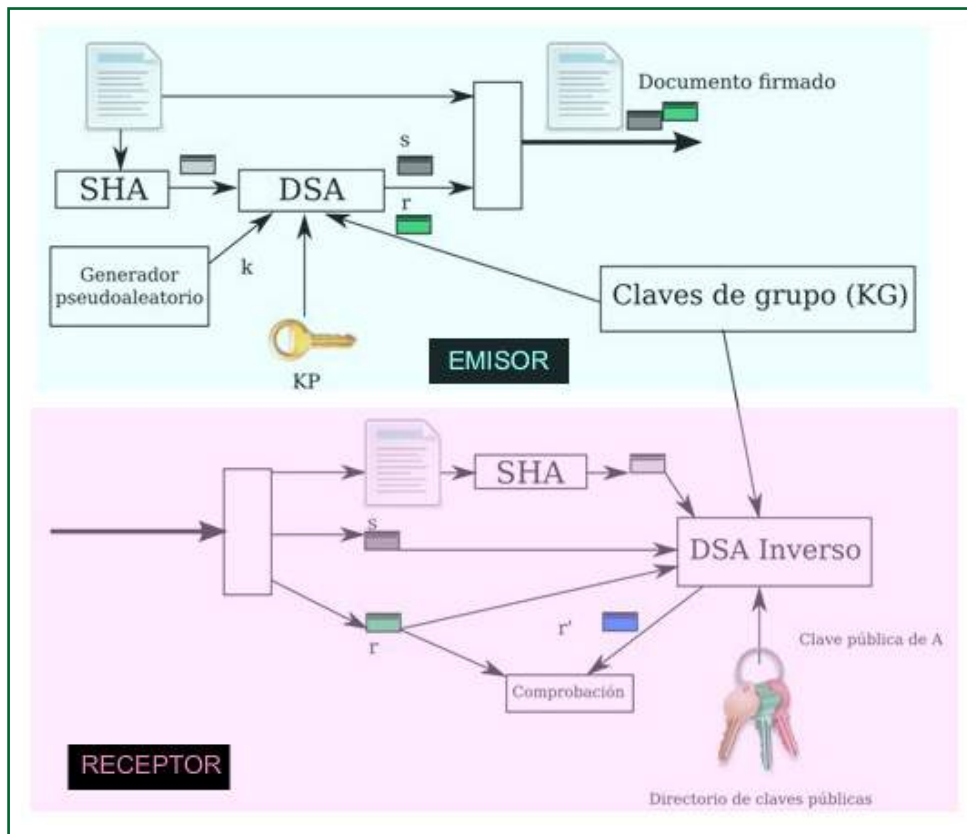 Documento firmado
s
SHA
DSA
r
Generador
pseudoaleatorio
k
Claves de grupo (KG)
KP
EMISOR
SHA
s
DSA Inverso
r
r'
Clave pública de A
Comprobación
RECEPTOR
Directorio de claves públicas